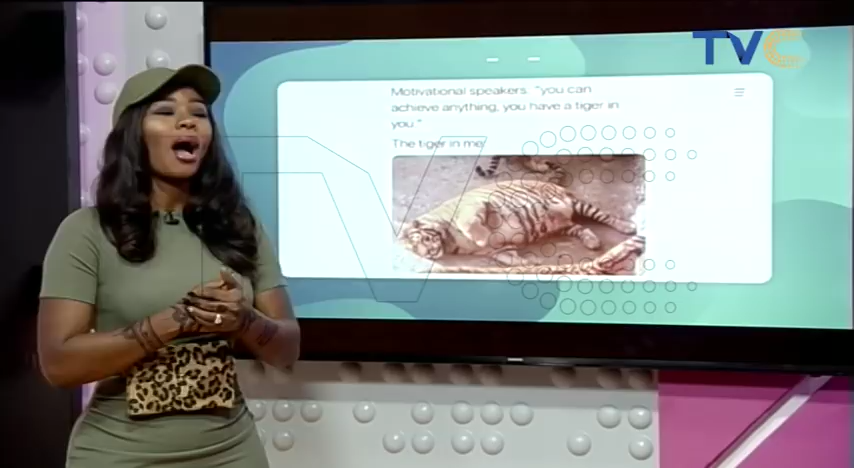 TVC
Motivational speakers: "you can
achieve anything, you have a tiger in
you."
The tiger in me